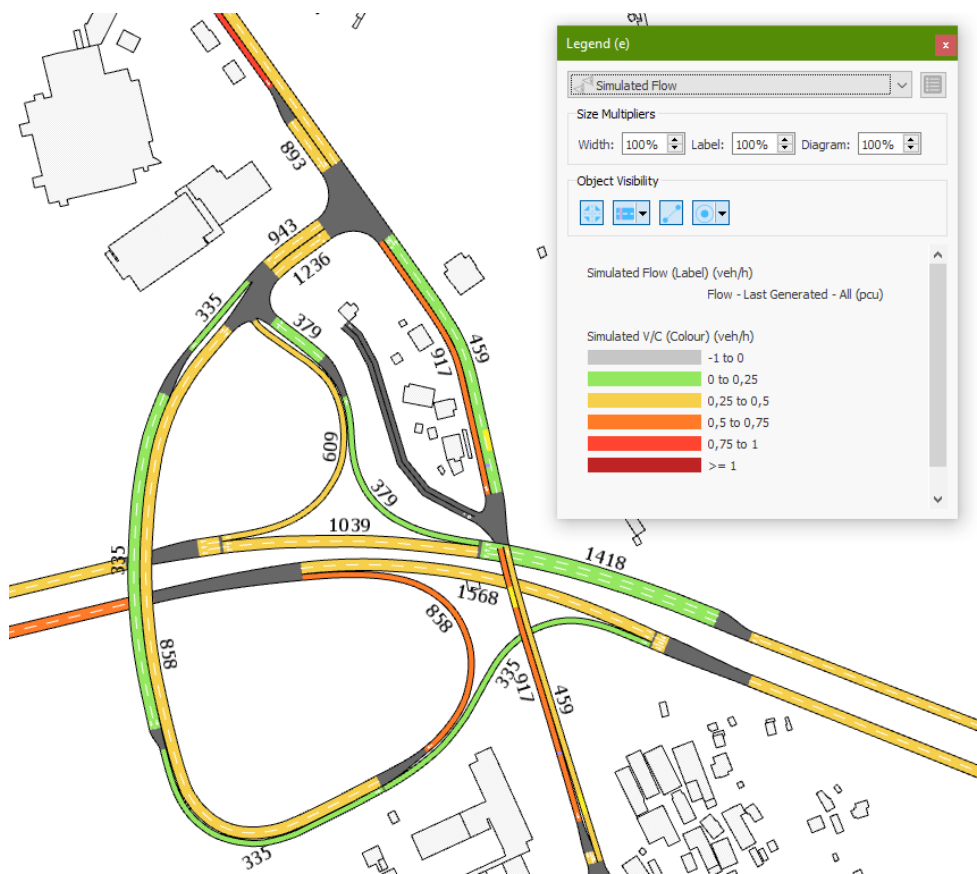 Legend (e)
x
Simulated Flow
Size Multipliers
Width: 100% Label: 100% Diagram: 100%
Object Visibility
Simulated Flow (Label) (veh/h)
Flow - Last Generated - All (pcu)
Simulated V/C (Colour) (veh/h)
-1 to 0
0 to 0,25
0,25 to 0,5
0,5 to 0,75
0,75 to 1
>= 1
893
943
1236
335
379
459
917
609
379
1039
1418
335
1568
858
858
335
917
459
335